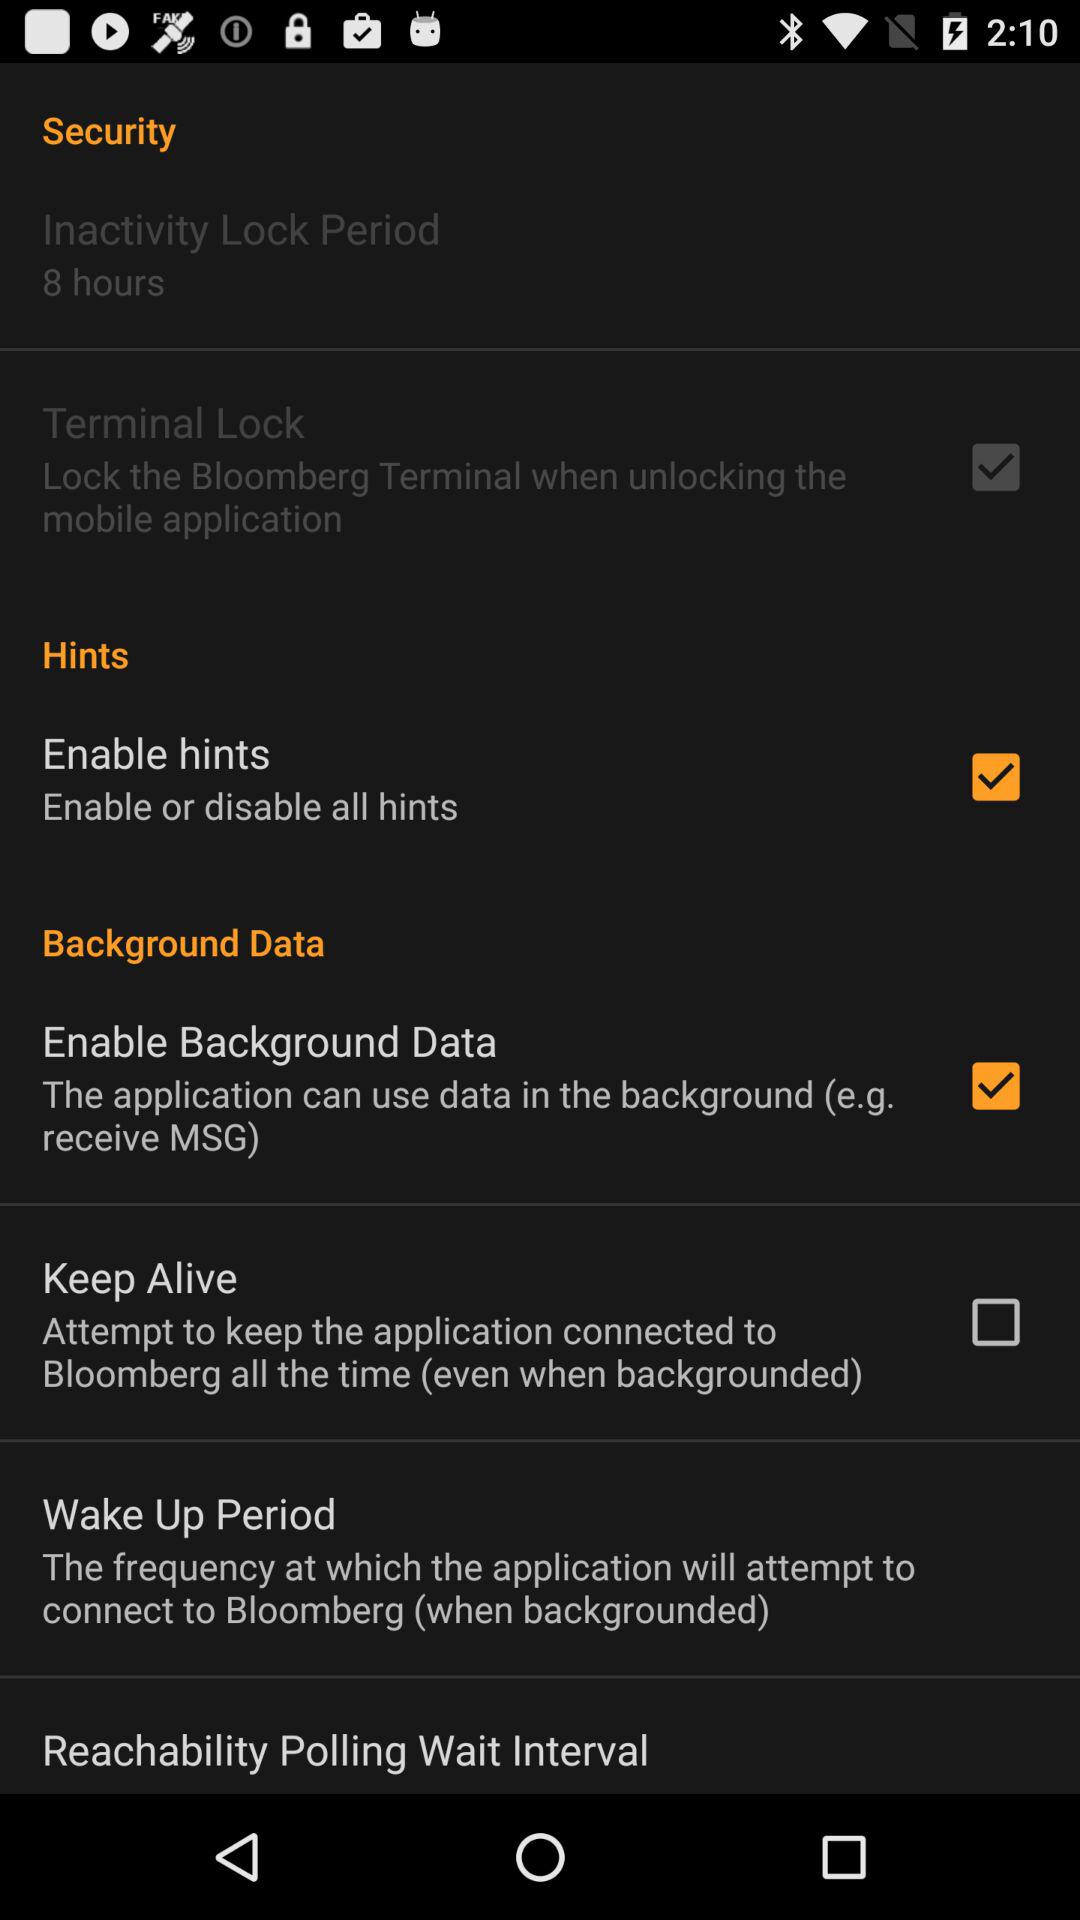 FAKE
2:10
Security
Inactivity Lock Period
8 hours
Terminal Lock
Lock the Bloomberg Terminal when unlocking the
mobile application
Hints
Enable hints
Enable or disable all hints
Background Data
Enable Background Data
The application can use data in the background (e.g.
receive MSG)
Keep Alive
Attempt to keep the application connected to
Bloomberg all the time (even when backgrounded)
Wake Up Period
The frequency at which the application will attempt to
connect to Bloomberg (when backgrounded)
Reachability Polling Wait Interval